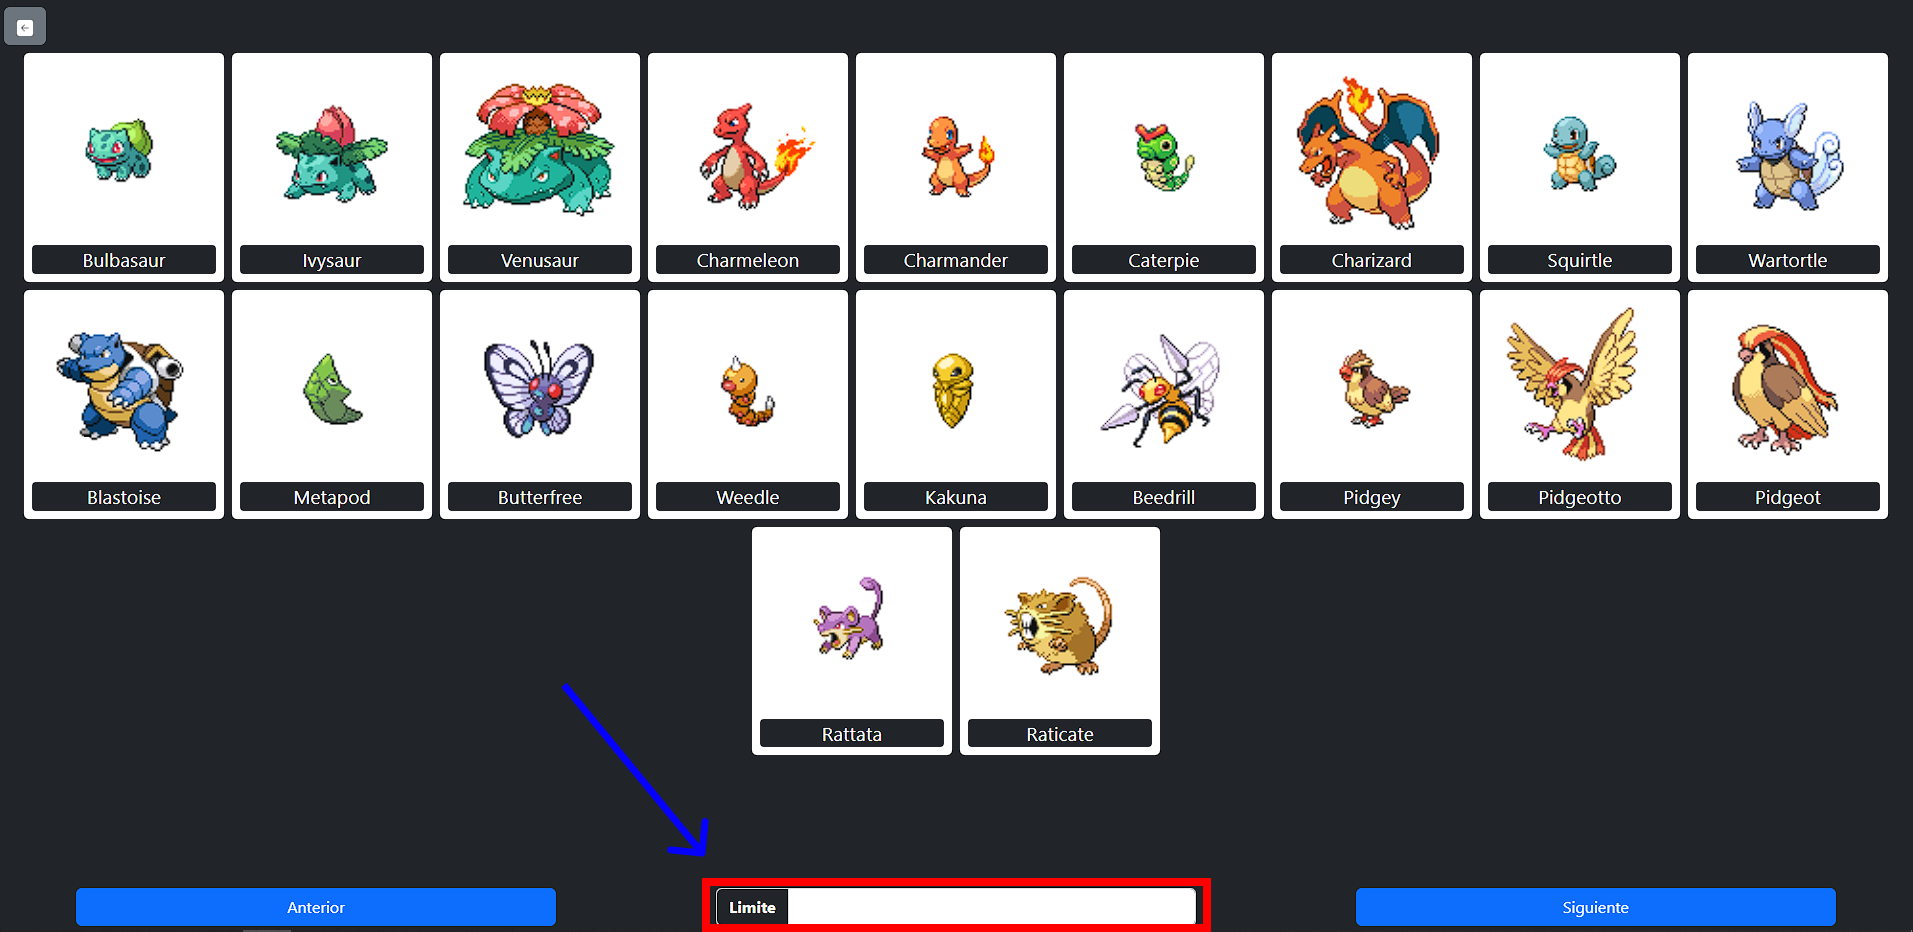 Bulbasaur
Ivysaur
Venusaur
Charmeleon
Charmander
Caterpie
Charizard
Squirtle
Wartortle
Blastoise
Metapod
Butterfree
Weedle
Kakuna
Beedrill
Pidgey
Pidgeotto
Pidgeot
Rattata
Raticate
Anterior
Limite
Siguiente